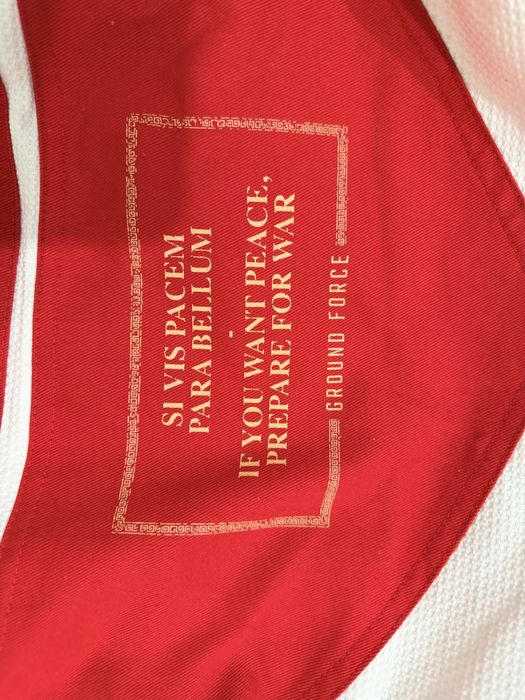 SI VIS PACEM
PARA BELLUM
-
IF YOU WANT PEACE,
PREPARE FOR WAR
GROUND FORCE